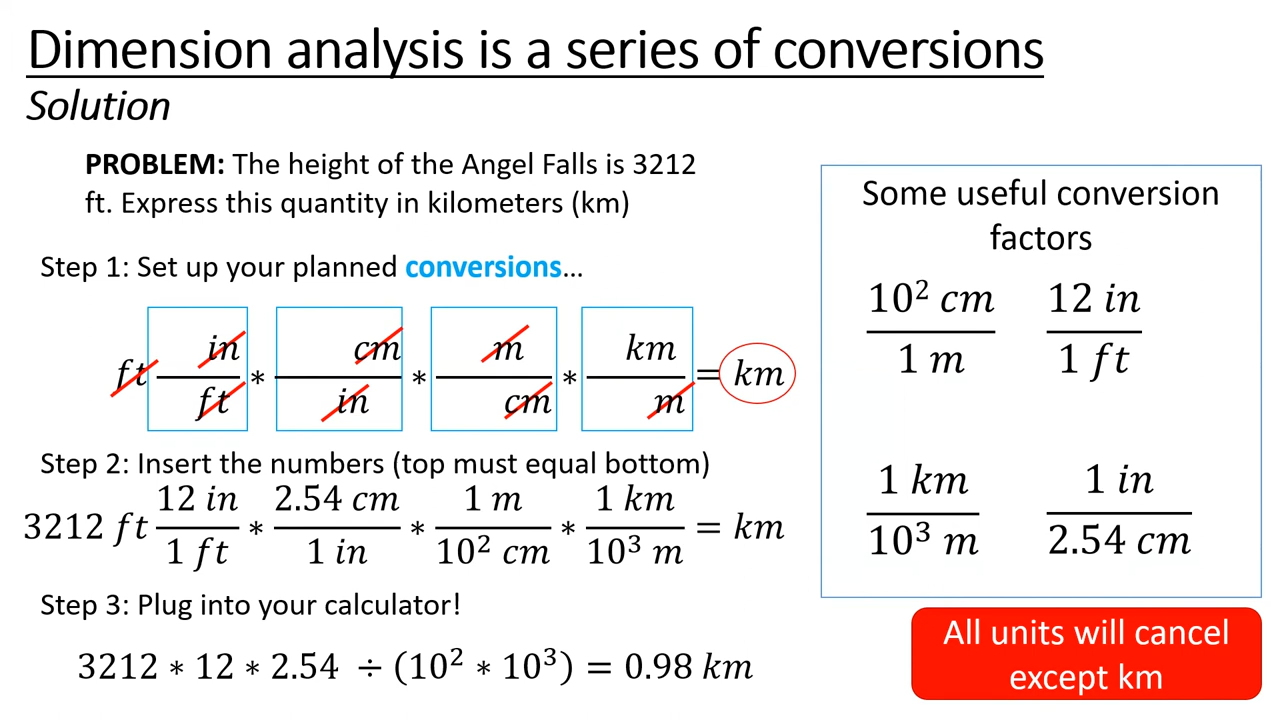 Dimension analysis is a series of conversions
Solution
PROBLEM: The height of the Angel Falls is 3212
ft. Express this quantity in kilometers (km)
Step 1: Set up your planned conversions…
ft in/ft * cm/in * m/cm * km/m = km
Step 2: Insert the numbers (top must equal bottom)
3212 ft 12 in/1 ft * 2.54 cm/1 in * 1 m/10² cm * 1 km/10³ m = km
Step 3: Plug into your calculator!
3212 * 12 * 2.54 ÷ (10² * 10³) = 0.98 km
Some useful conversion
factors
10² cm/1 m 12 in/1 ft
1 km/10³ m 1 in/2.54 cm
All units will cancel
except km